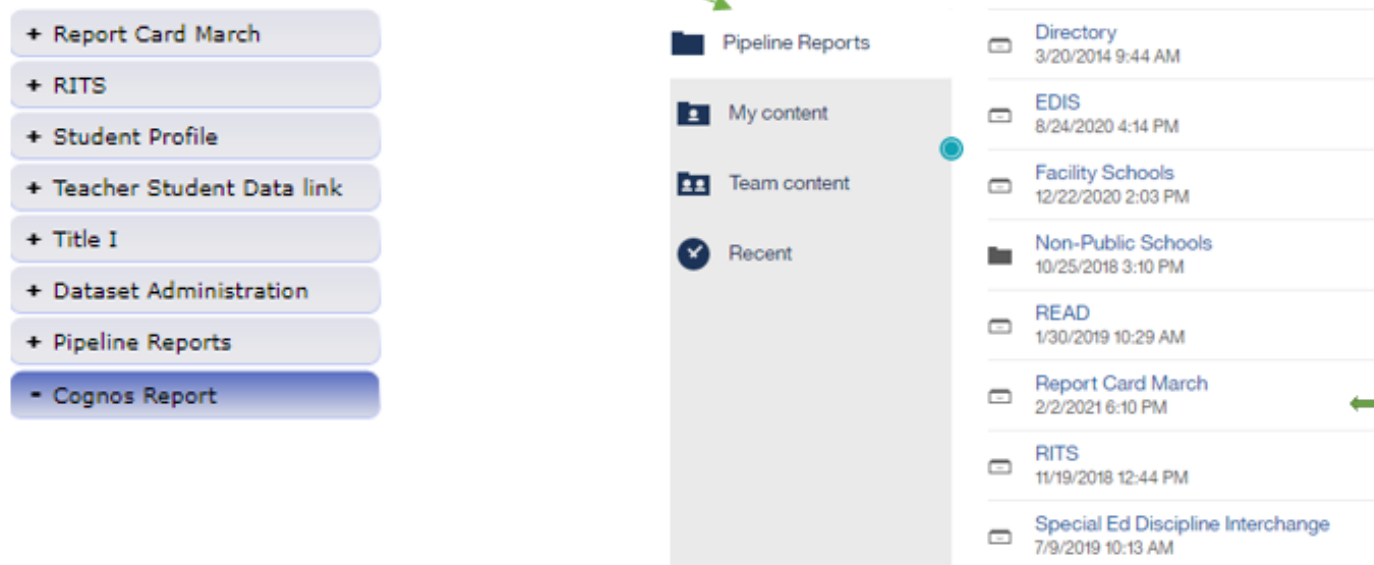 + Report Card March
+ RITS
+ Student Profile
+ Teacher Student Data link
+ Title I
+ Dataset Administration
+ Pipeline Reports
- Cognos Report
Pipeline Reports
My content
Team content
Recent
Directory
3/20/2014 9:44 AM
EDIS
8/24/2020 4:14 PM
Facility Schools
12/22/2020 2:03 PM
Non-Public Schools
10/25/2018 3:10 PM
READ
1/30/2019 10:29 AM
Report Card March
2/2/2021 6:10 PM
RITS
11/19/2018 12:44 PM
Special Ed Discipline Interchange
7/9/2019 10:13 AM